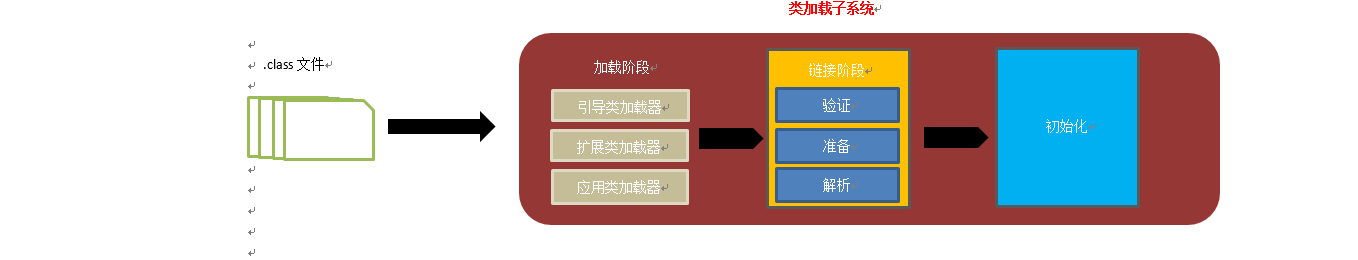 类加载子系统
.class 文件
加载阶段
引导类加载器
扩展类加载器
应用类加载器
链接阶段
验证
准备
解析
初始化